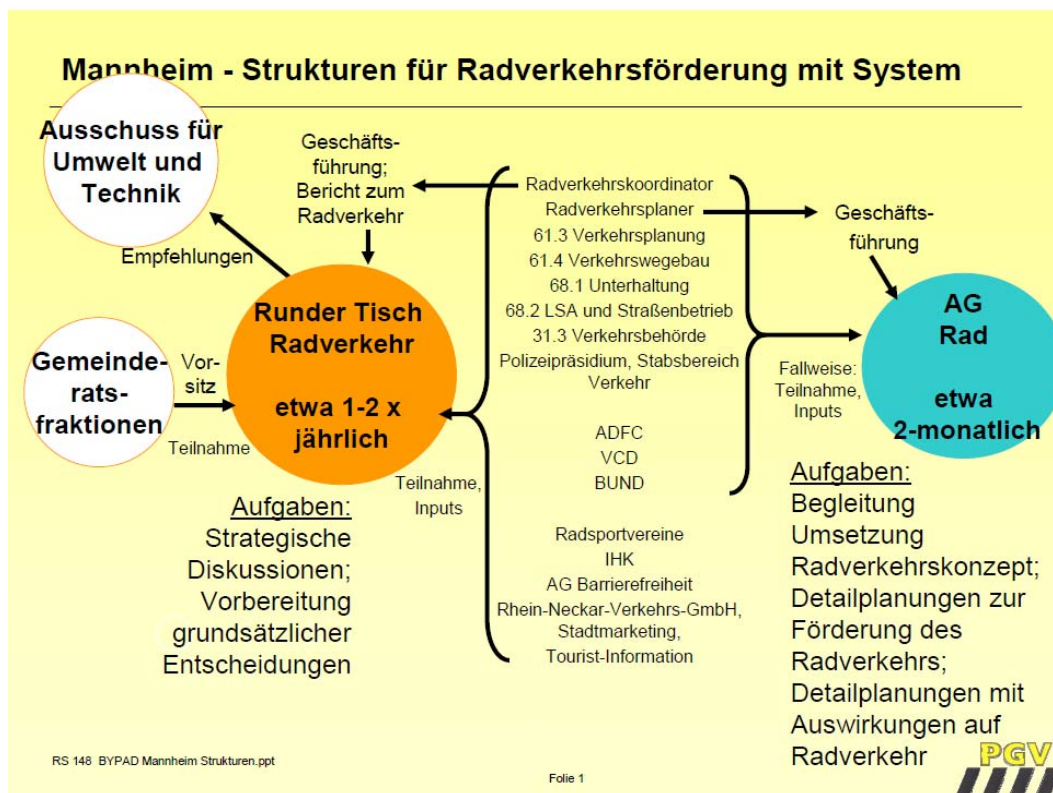 Mannheim - Strukturen für Radverkehrsförderung mit System
Ausschuss für
Umwelt und
Technik
Geschäfts-
führung;
Bericht zum
Radverkehr
Empfehlungen
Runder Tisch
Radverkehr
etwa 1-2 x
jährlich
Gemeinde-
rats-
fraktionen
Vor-
sitz
Teilnahme
Teilnahme,
Inputs
Aufgaben:
Strategische
Diskussionen;
Vorbereitung
grundsätzlicher
Entscheidungen
Radverkehrskoordinator
Radverkehrsplaner
61.3 Verkehrsplanung
61.4 Verkehrswegebau
68.1 Unterhaltung
68.2 LSA und Straßenbetrieb
31.3 Verkehrsbehörde
Polizeipräsidium, Stabsbereich
Verkehr
ADFC
VCD
BUND
Radsportvereine
IHK
AG Barrierefreiheit
Rhein-Neckar-Verkehrs-GmbH,
Stadtmarketing,
Tourist-Information
Geschäfts-
führung
AG
Rad
etwa
2-monatlich
Fallweise:
Teilnahme,
Inputs
Aufgaben:
Begleitung
Umsetzung
Radverkehrskonzept;
Detailplanungen zur
Förderung des
Radverkehrs;
Detailplanungen mit
Auswirkungen auf
Radverkehr
RS 148 BYPAD Mannheim Strukturen.ppt
Folie 1
PGV